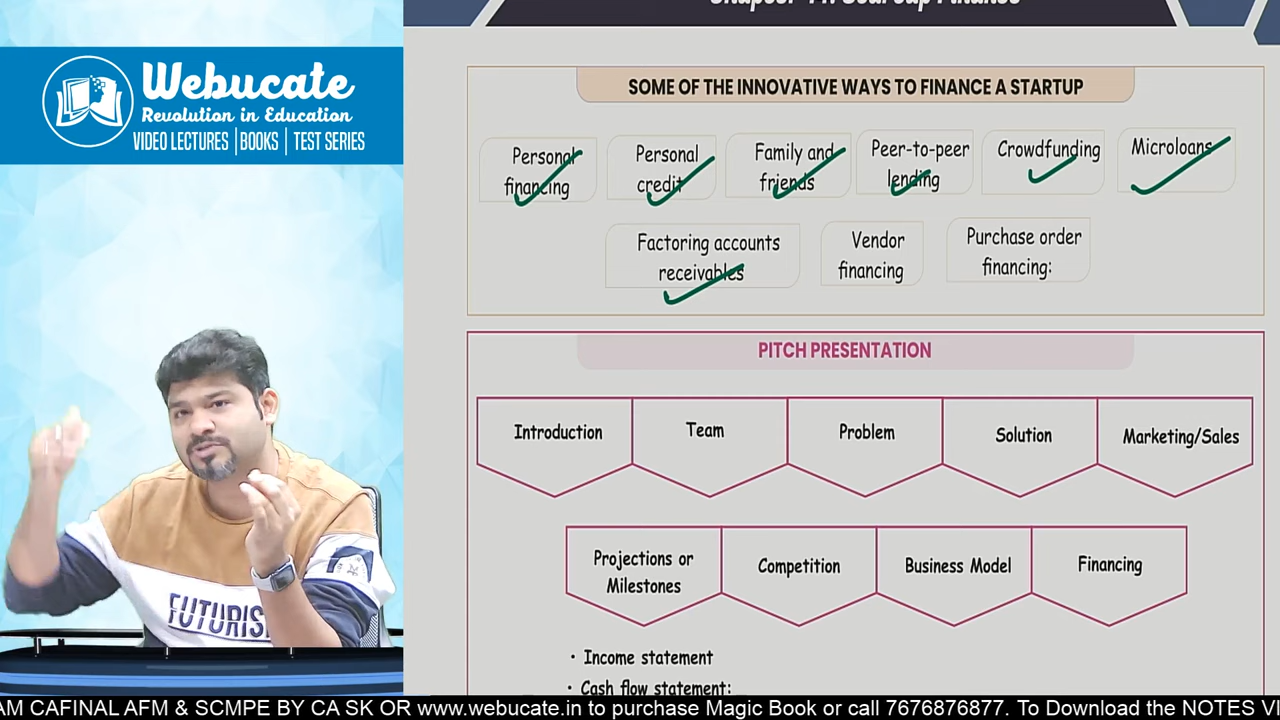 Chapter 14: Startup Finance
Webucate
Revolution in Education
VIDEO LECTURES | BOOKS | TEST SERIES
SOME OF THE INNOVATIVE WAYS TO FINANCE A STARTUP
Personal
financing
Personal
credit
Family and
friends
Peer-to-peer
lending
Crowdfunding
Microloans
Factoring accounts
receivables
Vendor
financing
Purchase order
financing:
PITCH PRESENTATION
Introduction
Team
Problem
Solution
Marketing/Sales
Projections or
Milestones
Competition
Business Model
Financing
• Income statement
• Cash flow statement:
FUTURIS
AM CAFINAL AFM & SCMPE BY CA SK OR www.webucate.in to purchase Magic Book or call 7676876877. To Download the NOTES VI